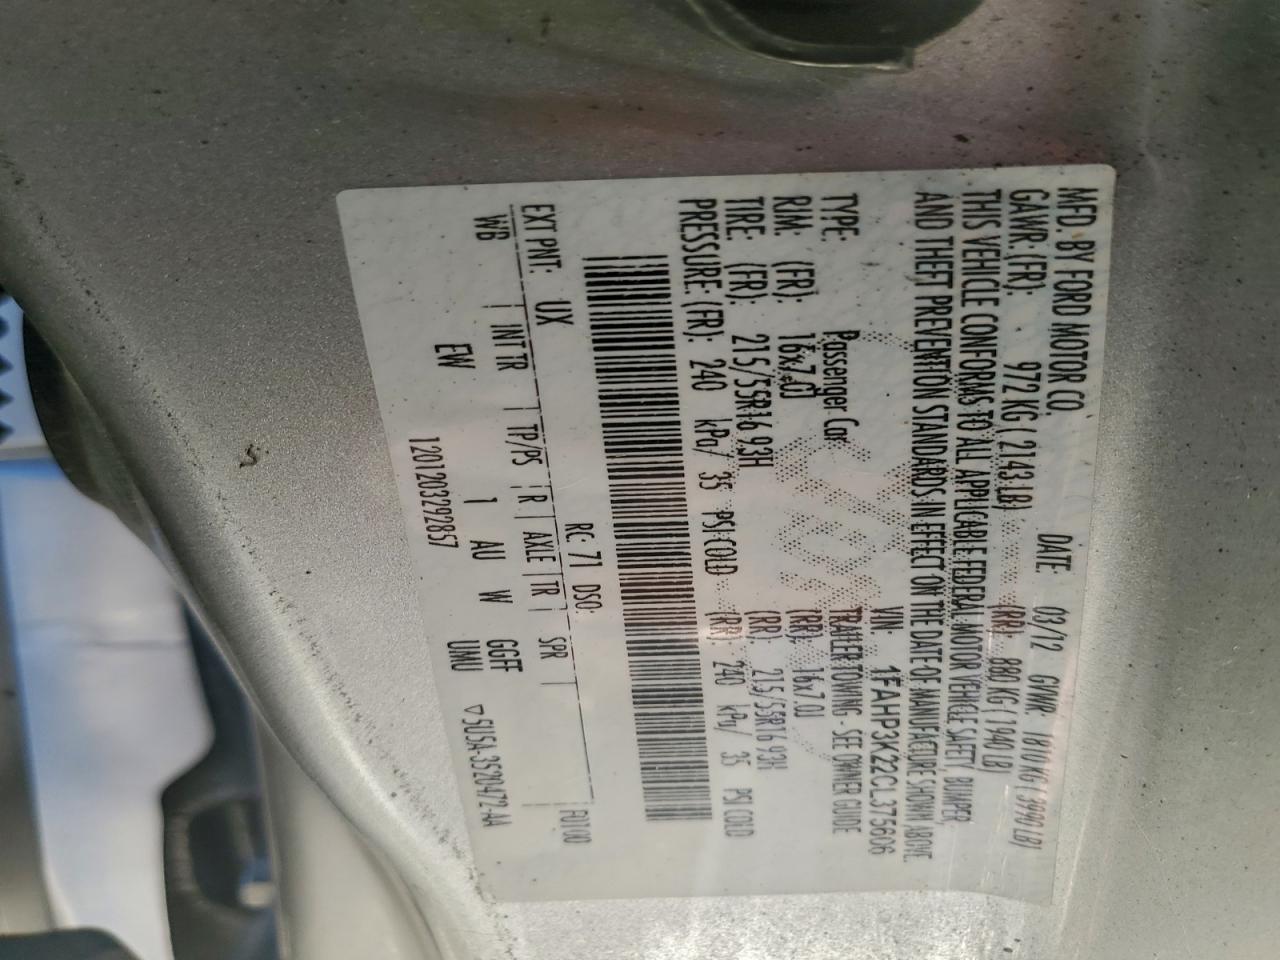 MFD. BY FORD MOTOR CO.
DATE: 03/12 GVWR: 1810 KG ( 3990 LB)
GAWR: (FR): 972 KG ( 2143 LB) (RR): 880 KG ( 1940 LB)
THIS VEHICLE CONFORMS TO ALL APPLICABLE FEDERAL MOTOR VEHICLE SAFETY, BUMPER,
AND THEFT PREVENTION STANDARDS IN EFFECT ON THE DATE OF MANUFACTURE SHOWN ABOVE.
VIN: 1FAHP3K22CL375606
TYPE: Passenger Car TRAILER TOWING - SEE OWNER GUIDE
RIM: (FR): 16x7.0J (RR): 16x7.0J
TIRE: (FR): 215/55R16 93H (RR): 215/55R16 93H
PRESSURE: (FR): 240 kPa/ 35 PSI COLD (RR): 240 kPa/ 35 PSI COLD
RC: 71 DSO:
EXT PNT: UX F0100
WB INT TR TP/PS R AXLE TR SPR
EW 1 AU W GGFF
12012032928​57 UMU ▽5U5A-3520472-AA